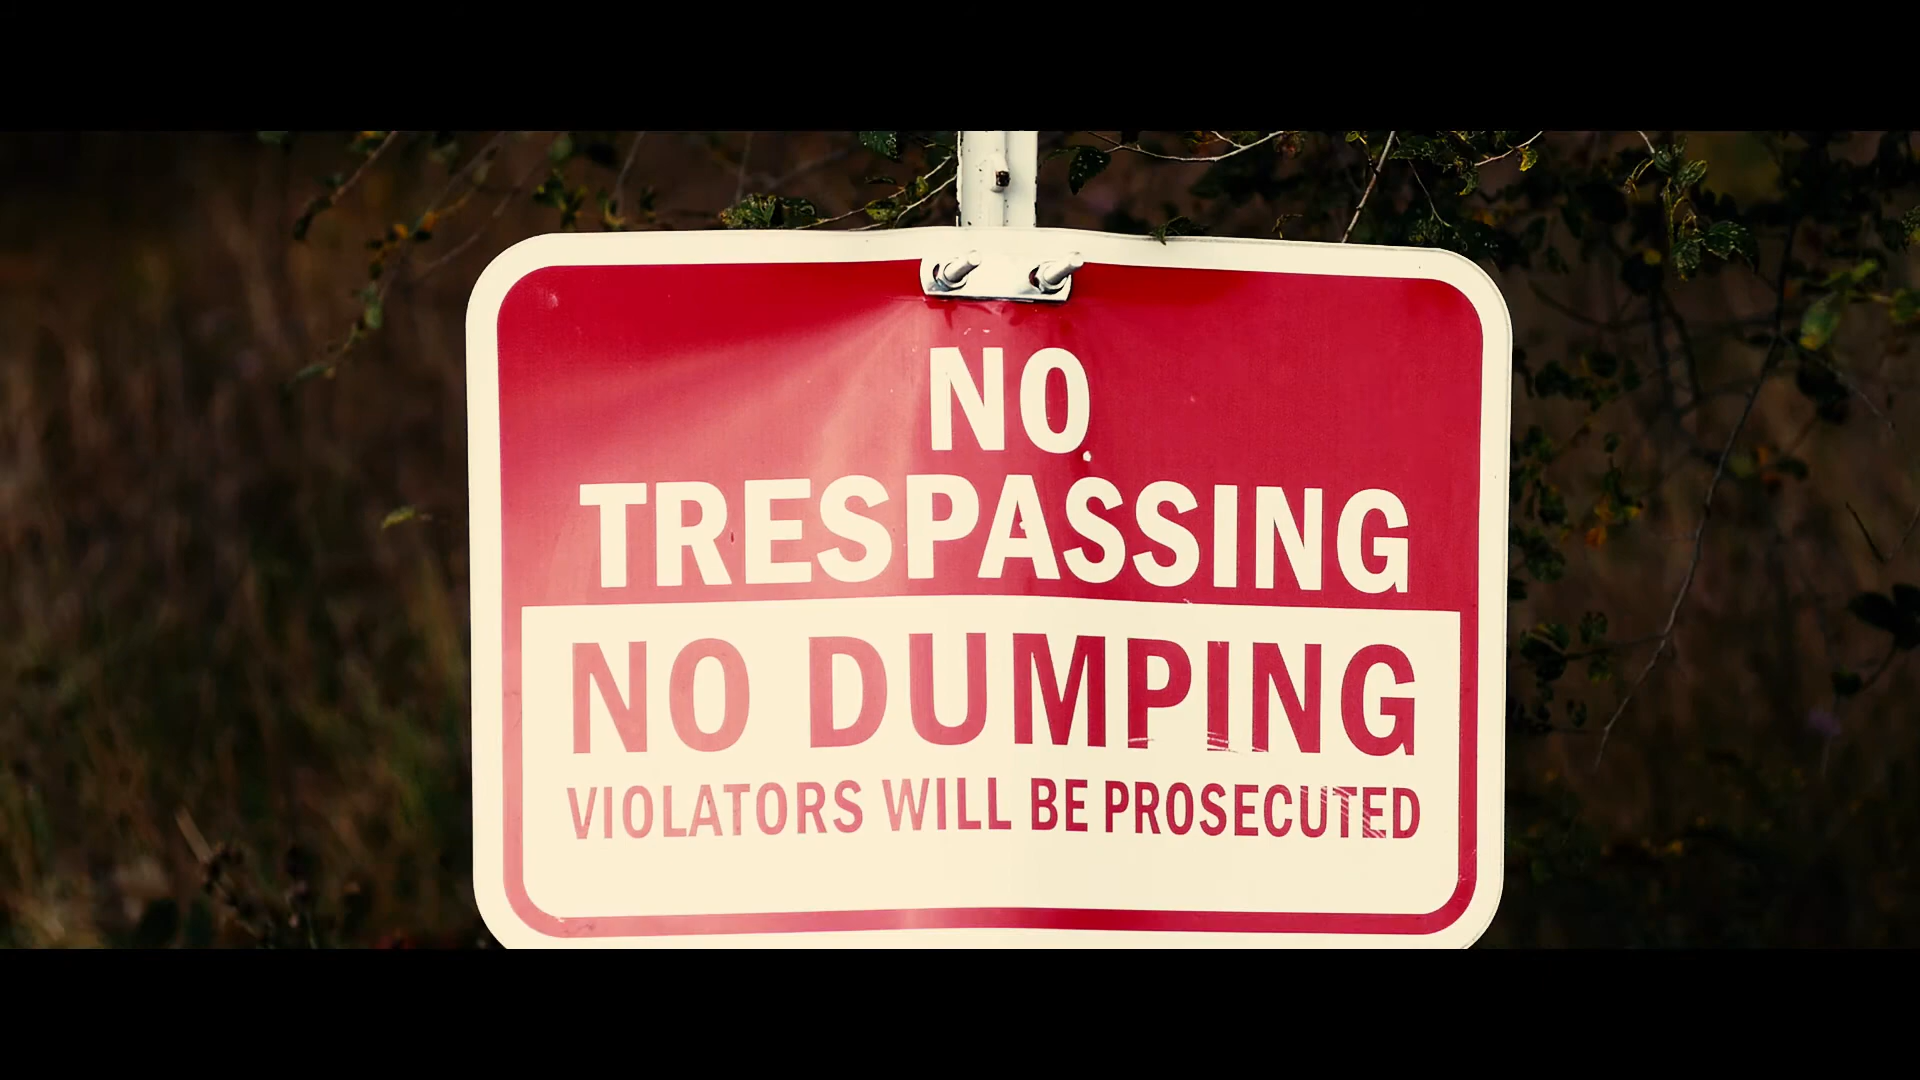 NO
TRESPASSING
NO DUMPING
VIOLATORS WILL BE PROSECUTED